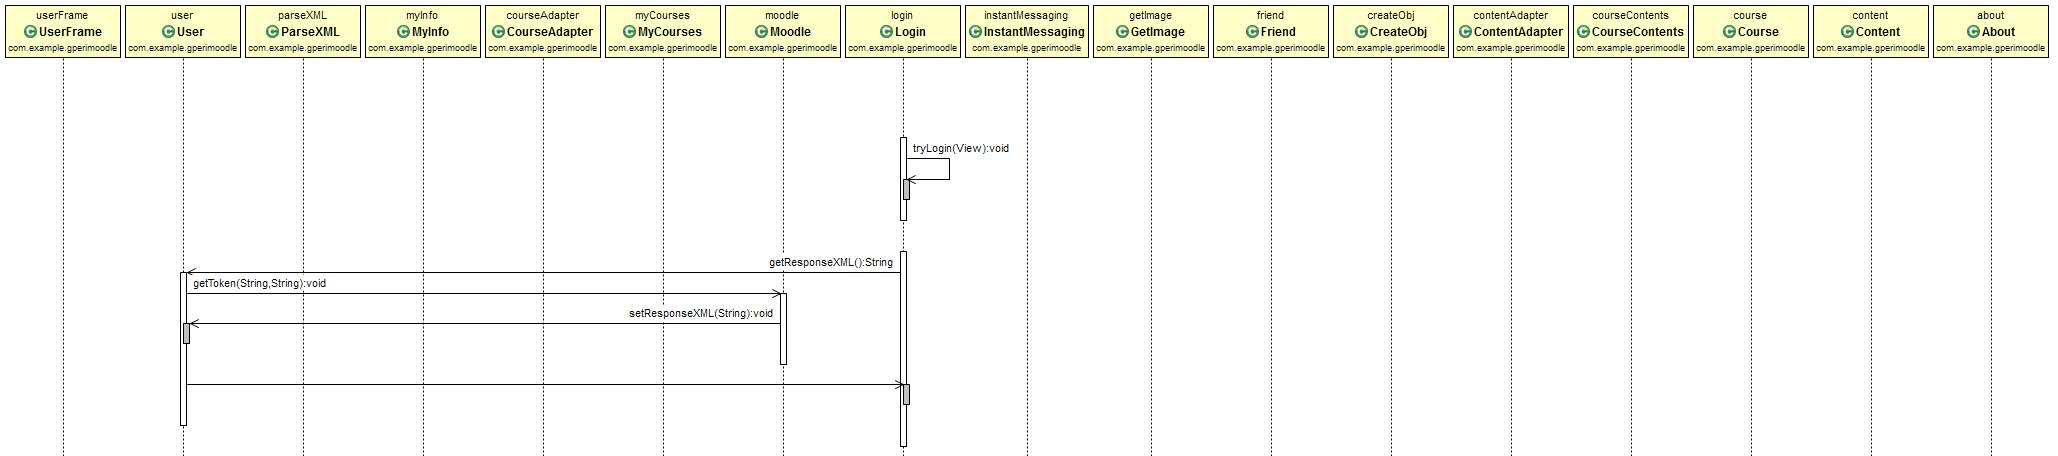 userFrame
UserFrame
com.example.gperimoodle
user
User
com.example.gperimoodle
parseXML
ParseXML
com.example.gperimoodle
myInfo
MyInfo
com.example.gperimoodle
courseAdapter
CourseAdapter
com.example.gperimoodle
myCourses
MyCourses
com.example.gperimoodle
moodle
Moodle
com.example.gperimoodle
login
Login
com.example.gperimoodle
instantMessaging
InstantMessaging
com.example.gperimoodle
getImage
GetImage
com.example.gperimoodle
friend
Friend
com.example.gperimoodle
createObj
CreateObj
com.example.gperimoodle
contentAdapter
ContentAdapter
com.example.gperimoodle
courseContents
CourseContents
com.example.gperimoodle
course
Course
com.example.gperimoodle
content
Content
com.example.gperimoodle
about
About
com.example.gperimoodle
tryLogin(View):void
getResponseXML():String
getToken(String,String):void
setResponseXML(String):void